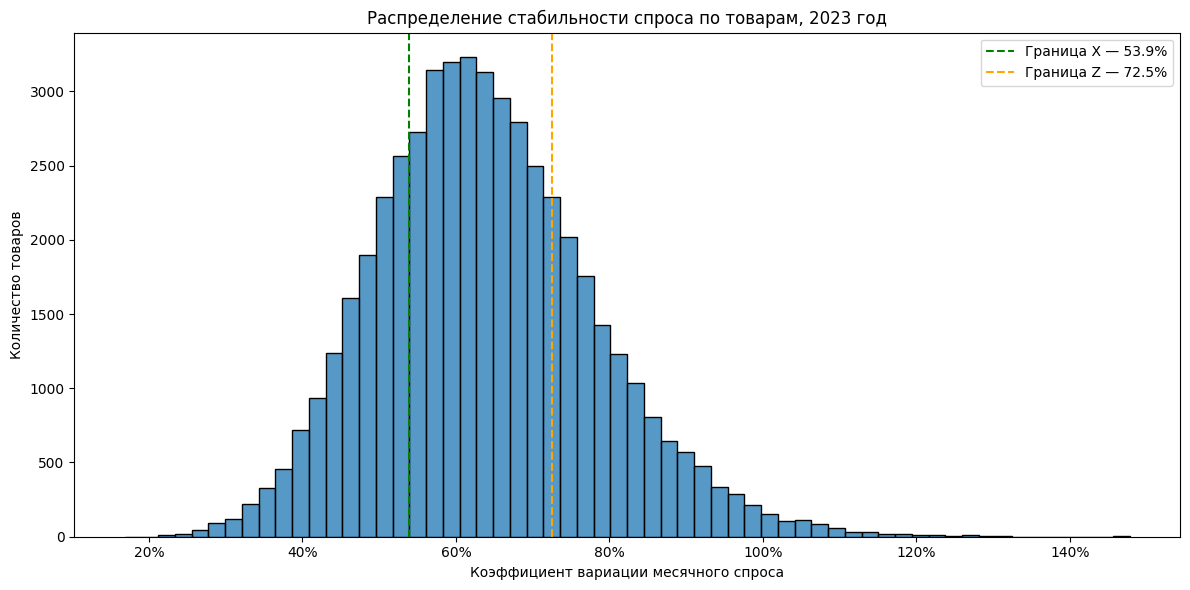 Распределение стабильности спроса по товарам, 2023 год
Граница X — 53.9%
Граница Z — 72.5%
Количество товаров
3000
2500
2000
1500
1000
500
0
20%
40%
60%
80%
100%
120%
140%
Коэффициент вариации месячного спроса